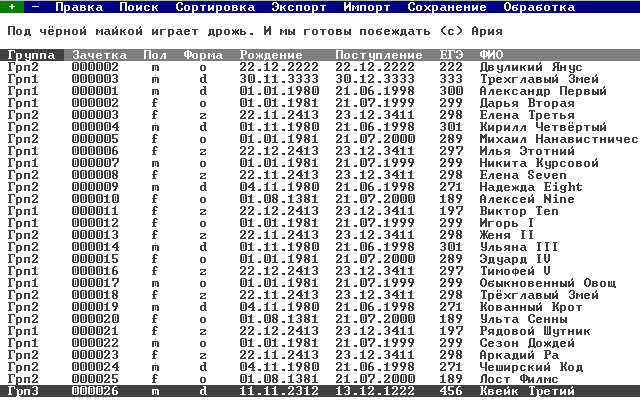 + - Правка Поиск Сортировка Экспорт Импорт Сохранение Обработка
Под чёрной майкой играет дрожь. И мы готовы побеждать (с) Ария
Группа Зачетка Пол Форма Рождение Поступление ЕГЭ ФИО
Грп2 000002 m o 22.12.2222 22.12.2222 222 Двуликий Янус
Грп1 000003 m d 30.11.3333 30.12.3333 333 Трехглавый Змей
Грп1 000001 m d 01.01.1980 21.06.1998 300 Александр Первый
Грп1 000002 f o 01.01.1981 21.07.1999 299 Дарья Вторая
Грп2 000003 f z 22.11.2413 23.12.3411 298 Елена Третья
Грп2 000004 m d 01.11.1980 21.06.1998 301 Кирилл Четвёртый
Грп2 000005 f o 01.01.1981 21.07.2000 289 Михаил Нанавистничес
Грп1 000006 f z 22.12.2413 23.12.3411 297 Илья Этотний
Грп1 000007 m o 01.01.1981 21.07.1999 299 Никита Курсовой
Грп2 000008 f z 22.11.2413 23.12.3411 298 Елена Seven
Грп2 000009 m d 04.11.1980 21.06.1998 271 Надежда Eight
Грп2 000010 f o 01.08.1381 21.07.2000 189 Алексей Nine
Грп1 000011 f z 22.12.2413 23.12.3411 197 Виктор Ten
Грп2 000012 f o 01.01.1981 21.07.1999 299 Игорь I
Грп2 000013 f z 22.11.2413 23.12.3411 298 Женя II
Грп2 000014 m d 01.11.1980 21.06.1998 301 Ульяна III
Грп1 000015 f o 01.01.1981 21.07.2000 289 Эдуард IV
Грп2 000016 f z 22.12.2413 23.12.3411 297 Тимофей V
Грп1 000017 m o 01.01.1981 21.07.1999 299 Обыкновенный Овощ
Грп2 000018 f z 22.11.2413 23.12.3411 298 Трёхглавый Змей
Грп2 000019 m d 04.11.1980 21.06.1998 271 Кованный Крот
Грп2 000020 f o 01.08.1381 21.07.2000 189 Ульта Сенны
Грп1 000021 f z 22.12.2413 23.12.3411 197 Рядовой Шутник
Грп1 000022 m o 01.01.1981 21.07.1999 299 Сезон Дождей
Грп2 000023 f z 22.11.2413 23.12.3411 298 Аркадий Ра
Грп2 000024 m d 04.11.1980 21.06.1998 271 Чеширский Код
Грп2 000025 f o 01.08.1381 21.07.2000 189 Лост Филмс
Грп3 000026 m d 11.11.2312 13.12.1222 456 Квейк Третий